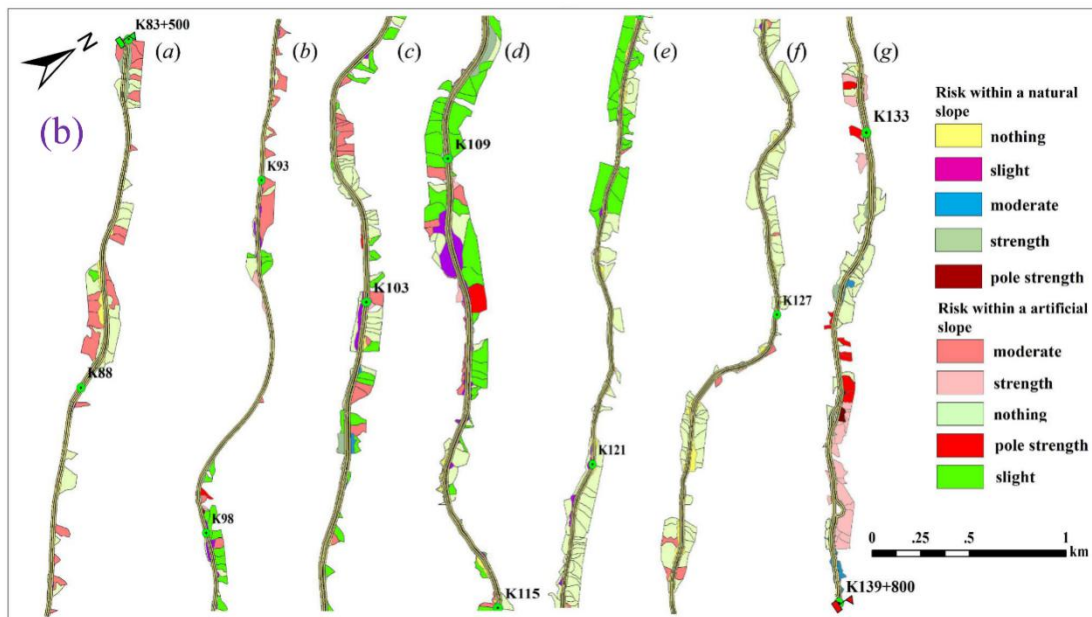 K83+500
N
(a)
(b)
(c)
(d)
(e)
(f)
(g)
(b)
K88
K93
K98
K103
K109
K115
K121
K127
K133
K139+800
Risk within a natural
slope
nothing
slight
moderate
strength
pole strength
Risk within a artificial
slope
moderate
strength
nothing
pole strength
slight
0 .25 .5 1
km